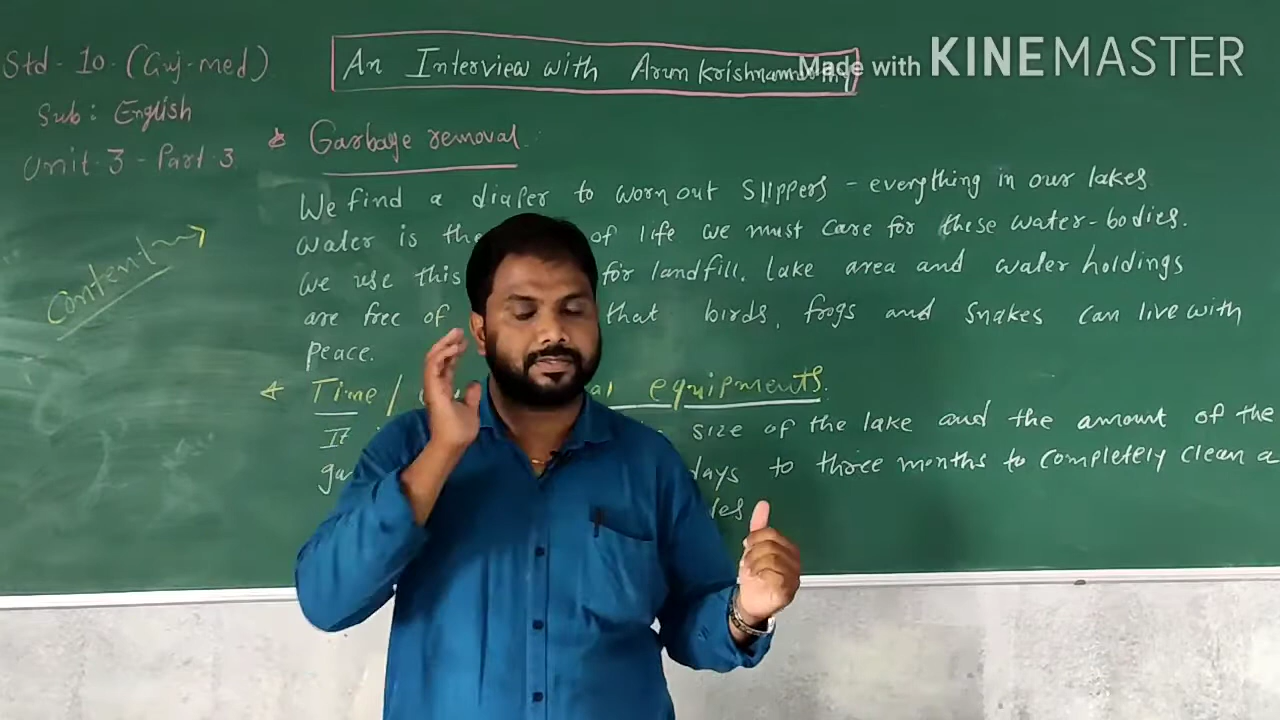 Std - 10 - (Guj-med)
Sub: English
Unit-3 - Part-3
Content
An Interview with Arun Krishnamurthy
Made with KINEMASTER
Garbage removal
We find a diaper to worn out slippers - everything in our lakes
water is the of life we must care for these water-bodies.
we use this for landfill. lake area and water holdings
are free of that birds, frogs and snakes can live with
peace.
Time / equipments.
It size of the lake and the amount of the
days to three months to completely clean a